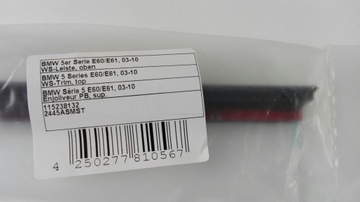 BMW 5er Serie E60/E61, 03-10
WS-Leiste, oben
BMW 5 Series E60/E61, 03-10
WS-Trim, top
BMW Série 5 E60/E61, 03-10
Enjoliveur PB, sup.
115238132
2445ASMST
4 250277 810567